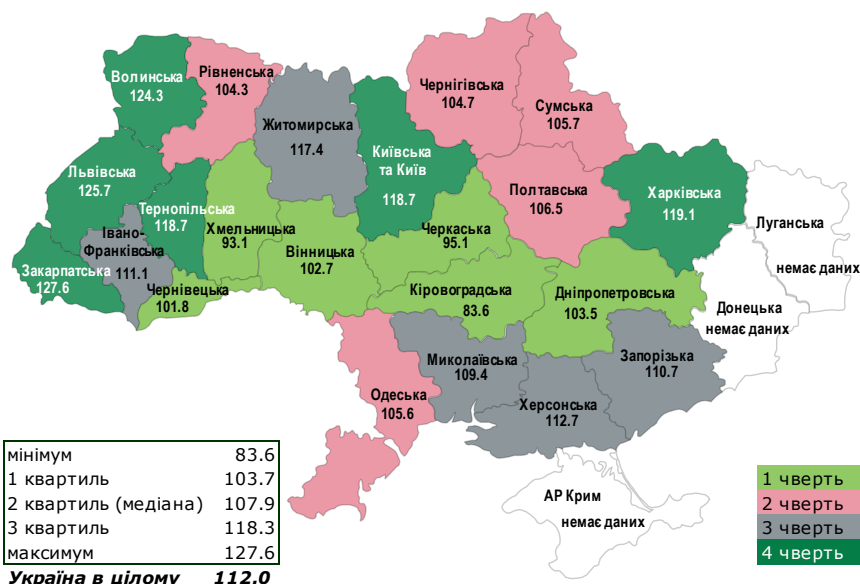 Волинська
124.3
Рівненська
104.3
Житомирська
117.4
Київська
та Київ
118.7
Чернігівська
104.7
Сумська
105.7
Львівська
125.7
Тернопільська
118.7
Хмельницька
93.1
Івано-
Франківська
111.1
Закарпатська
127.6
Чернівецька
101.8
Вінницька
102.7
Черкаська
95.1
Полтавська
106.5
Харківська
119.1
Луганська
немає даних
Кіровоградська
83.6
Дніпропетровська
103.5
Донецька
немає даних
Одеська
105.6
Миколаївська
109.4
Херсонська
112.7
Запорізька
110.7
АР Крим
немає даних
мінімум 83.6
1 квартиль 103.7
2 квартиль (медіана) 107.9
3 квартиль 118.3
максимум 127.6
Україна в цілому 112.0
1 чверть
2 чверть
3 чверть
4 чверть